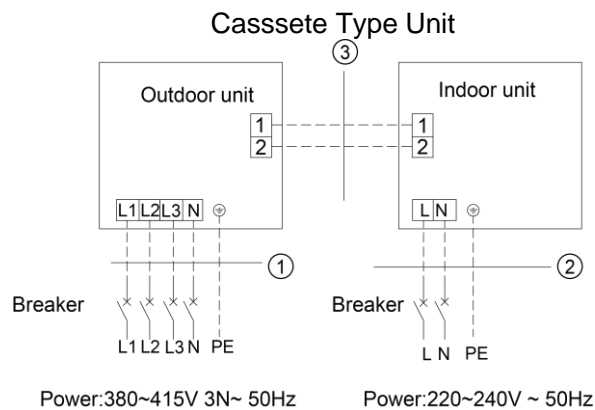 Casssete Type Unit
③
Outdoor unit
Indoor unit
1
2
1
2
L1 L2 L3 N
L N
①
②
Breaker
Breaker
L1 L2 L3 N PE
L N PE
Power:380~415V 3N~ 50Hz
Power:220~240V ~ 50Hz